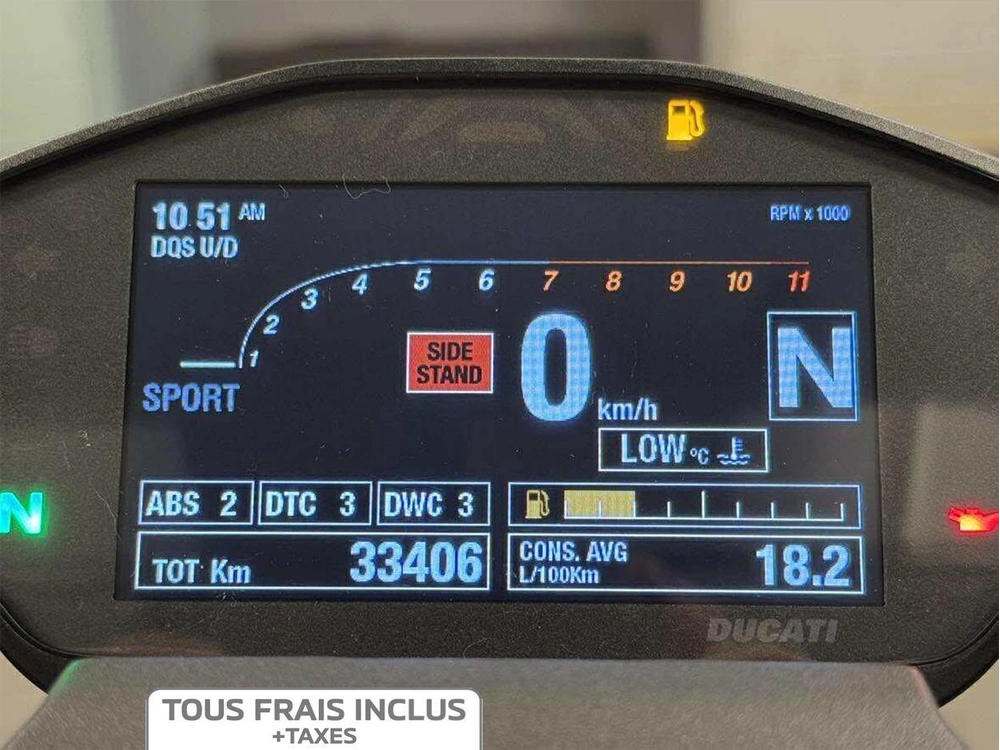 10.51 AM
RPM x 1000
DQS U/D
1 2 3 4 5 6 7 8 9 10 11
SIDE
STAND
0 km/h
N
SPORT
LOW °C
N
ABS 2 DTC 3 DWC 3
TOT Km 33406
CONS. AVG
L/100Km
18.2
DUCATI
TOUS FRAIS INCLUS
+TAXES